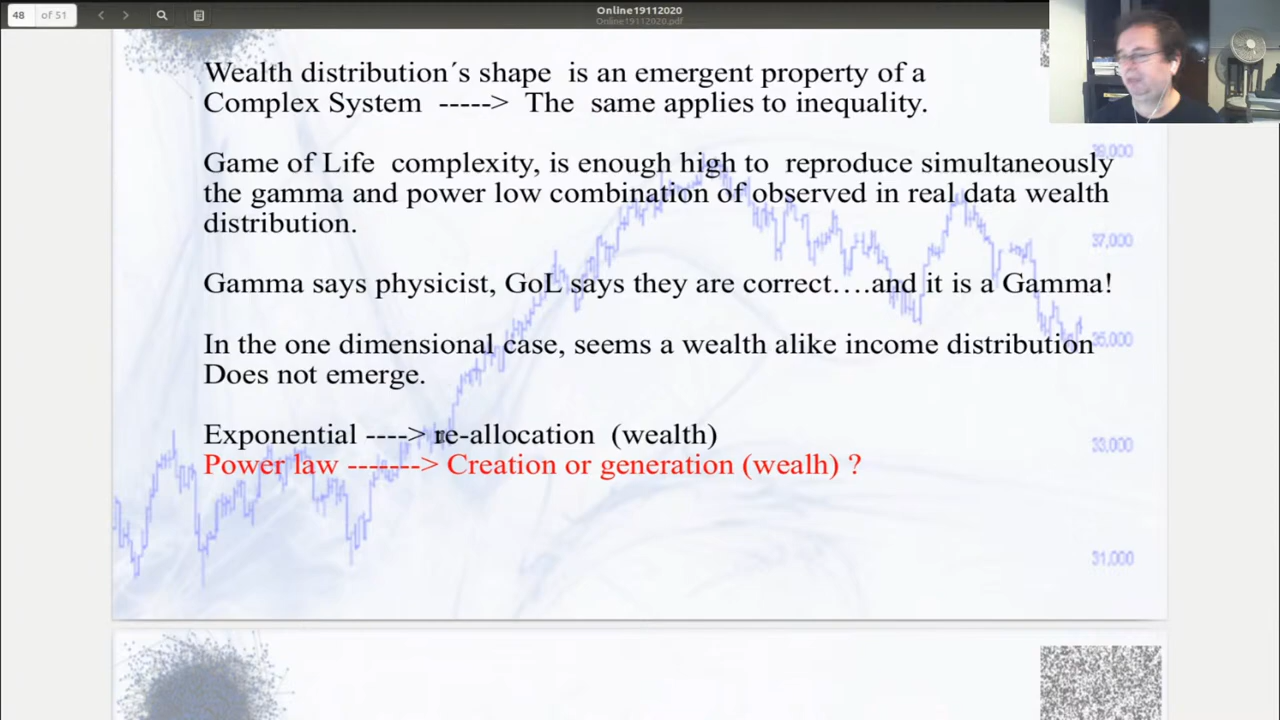 48 of 51
Online19112020
Online19112020.pdf
Wealth distribution´s shape is an emergent property of a
Complex System -----> The same applies to inequality.
Game of Life complexity, is enough high to reproduce simultaneously
the gamma and power low combination of observed in real data wealth
distribution.
Gamma says physicist, GoL says they are correct….and it is a Gamma!
In the one dimensional case, seems a wealth alike income distribution
Does not emerge.
Exponential ----> re-allocation (wealth)
Power law -------> Creation or generation (wealh) ?
37,000
35,000
33,000
31,000